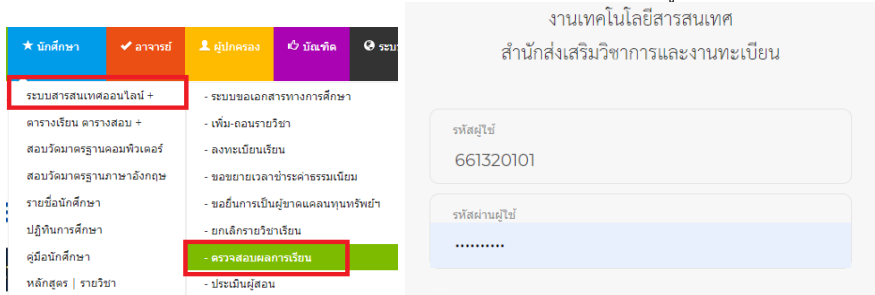 นักศึกษา
อาจารย์
ผู้ปกครอง
บัณฑิต
ระบบสารสนเทศออนไลน์ +
ตารางเรียน ตารางสอบ +
สอบวัดมาตรฐานคอมพิวเตอร์
สอบวัดมาตรฐานภาษาอังกฤษ
รายชื่อนักศึกษา
ปฏิทินการศึกษา
คู่มือนักศึกษา
หลักสูตร | รายวิชา
- ระบบขอเอกสารทางการศึกษา
- เพิ่ม-ถอนรายวิชา
- ลงทะเบียนเรียน
- ขอขยายเวลาชำระค่าธรรมเนียม
- ขอยื่นการเป็นผู้ขาดแคลนทุนทรัพย์ฯ
- ยกเลิกรายวิชาเรียน
- ตรวจสอบผลการเรียน
- ประเมินผู้สอน
งานเทคโนโลยีสารสนเทศ
สำนักส่งเสริมวิชาการและงานทะเบียน
รหัสผู้ใช้
661320101
รหัสผ่านผู้ใช้
••••••••••